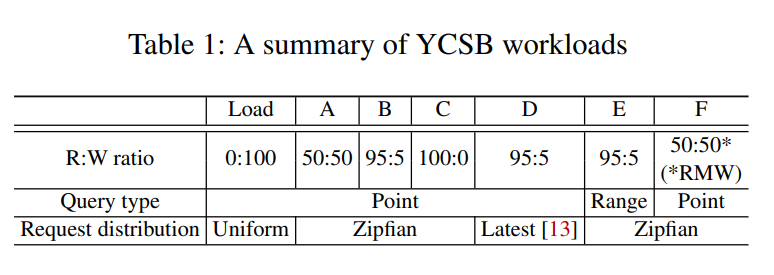 Table 1: A summary of YCSB workloads
Load A B C D E F
R:W ratio 0:100 50:50 95:5 100:0 95:5 95:5 50:50* (*RMW)
Query type Point Range Point
Request distribution Uniform Zipfian Latest [13] Zipfian